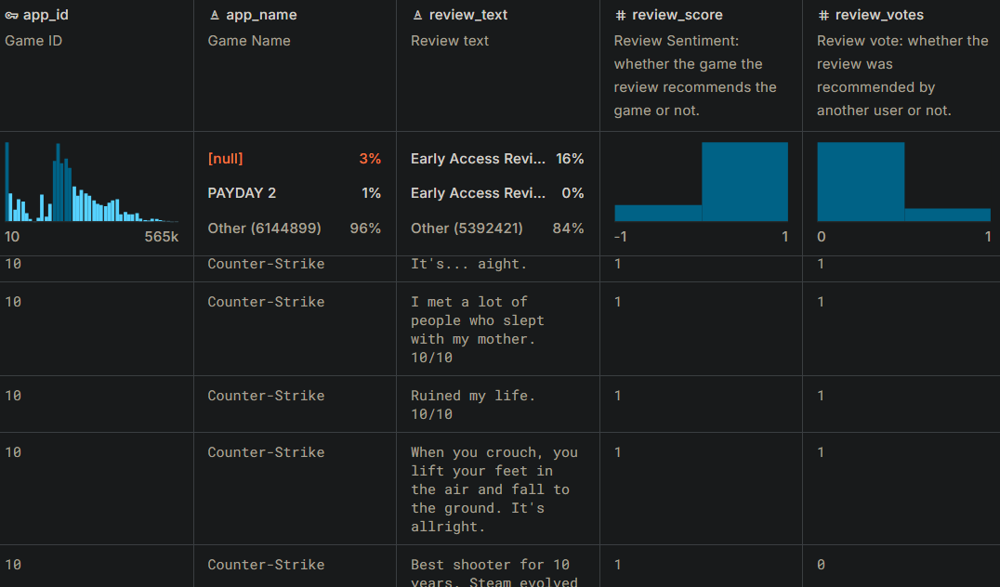 app_id
app_name
review_text
review_score
review_votes
Game ID
Game Name
Review text
Review Sentiment:
whether the game the
review recommends the
game or not.
Review vote: whether the
review was
recommended by
another user or not.
[null] 3%
PAYDAY 2 1%
Other (6144899) 96%
Early Access Revi... 16%
Early Access Revi... 0%
Other (5392421) 84%
10 565k
-1 1
0 1
10 Counter-Strike It's... aight. 1 1
10 Counter-Strike I met a lot of 1 1
people who slept
with my mother.
10/10
10 Counter-Strike Ruined my life. 1 1
10/10
10 Counter-Strike When you crouch, you 1 1
lift your feet in
the air and fall to
the ground. It's
allright.
10 Counter-Strike Best shooter for 10 1 0
years. Steam evolved